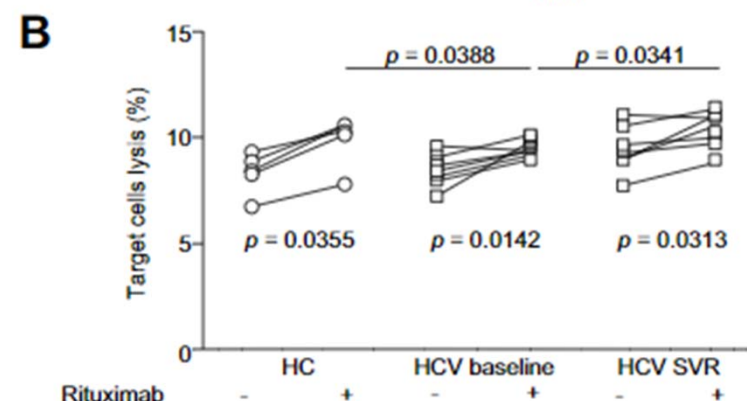 B
15
p = 0.0388 p = 0.0341
10
Target cells lysis (%)
5
p = 0.0355 p = 0.0142 p = 0.0313
0
HC HCV baseline HCV SVR
Rituximab - + - + - +